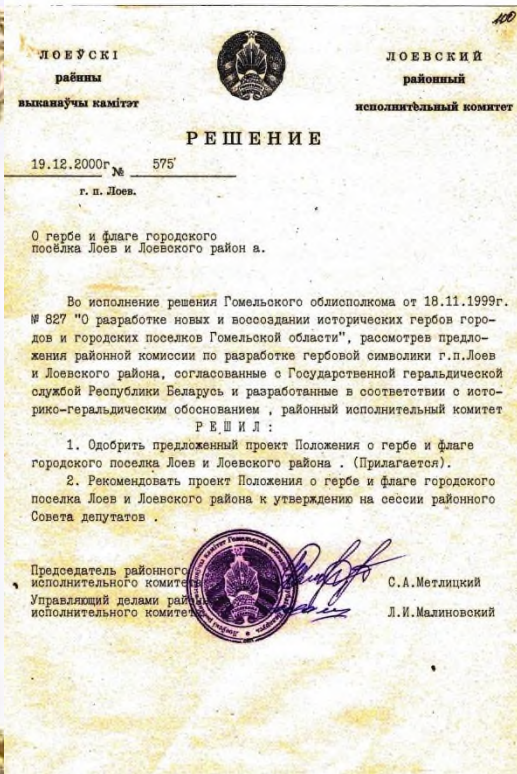 100
ЛОЕЎСКІ
раённы
выканаўчы камітэт
ЛОЕВСКИЙ
районный
исполнительный комитет
РЕШЕНИЕ
19.12.2000г. № 575
г. п. Лоев.
О гербе и флаге городского
посёлка Лоев и Лоевского район а.
Во исполнение решения Гомельского облисполкома от 18.11.1999г.
№ 827 "О разработке новых и воссоздании исторических гербов горо-
дов и городских поселков Гомельской области", рассмотрев предло-
жения районной комиссии по разработке гербовой символики г.п.Лоев
и Лоевского района, согласованные с Государственной геральдической
службой Республики Беларусь и разработанные в соответствии с исто-
рико-геральдическим обоснованием , районный исполнительный комитет
РЕШИЛ:
1. Одобрить предложенный проект Положения о гербе и флаге
городского поселка Лоев и Лоевского района . (Прилагается).
2. Рекомендовать проект Положения о гербе и флаге городского
поселка Лоев и Лоевского района к утверждению на сессии районного
Совета депутатов .
Председатель районного
исполнительного комитета С.А.Метлицкий
Управляющий делами
исполнительного комитета Л.И.Малиновский